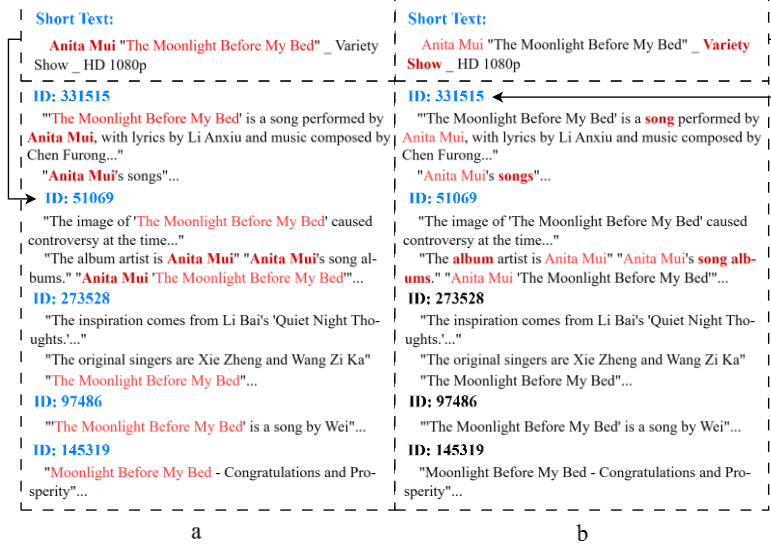 Short Text:
Anita Mui "The Moonlight Before My Bed" _ Variety
Show _ HD 1080p
ID: 331515
"'The Moonlight Before My Bed' is a song performed by
Anita Mui, with lyrics by Li Anxiu and music composed by
Chen Furong..."
"Anita Mui's songs"...
ID: 51069
"The image of 'The Moonlight Before My Bed' caused
controversy at the time..."
"The album artist is Anita Mui" "Anita Mui's song al-
bums." "Anita Mui 'The Moonlight Before My Bed'"...
ID: 273528
"The inspiration comes from Li Bai's 'Quiet Night Tho-
ughts.'..."
"The original singers are Xie Zheng and Wang Zi Ka"
"The Moonlight Before My Bed"...
ID: 97486
"'The Moonlight Before My Bed' is a song by Wei"...
ID: 145319
"Moonlight Before My Bed - Congratulations and Pro-
sperity"...
a
Short Text:
Anita Mui "The Moonlight Before My Bed" _ Variety
Show _ HD 1080p
ID: 331515
"'The Moonlight Before My Bed' is a song performed by
Anita Mui, with lyrics by Li Anxiu and music composed by
Chen Furong..."
"Anita Mui's songs"...
ID: 51069
"The image of 'The Moonlight Before My Bed' caused
controversy at the time..."
"The album artist is Anita Mui" "Anita Mui's song alb-
ums." "Anita Mui 'The Moonlight Before My Bed'"...
ID: 273528
"The inspiration comes from Li Bai's 'Quiet Night Tho-
ughts.'..."
"The original singers are Xie Zheng and Wang Zi Ka"
"The Moonlight Before My Bed"...
ID: 97486
"'The Moonlight Before My Bed' is a song by Wei"...
ID: 145319
"Moonlight Before My Bed - Congratulations and Pro-
sperity"...
b